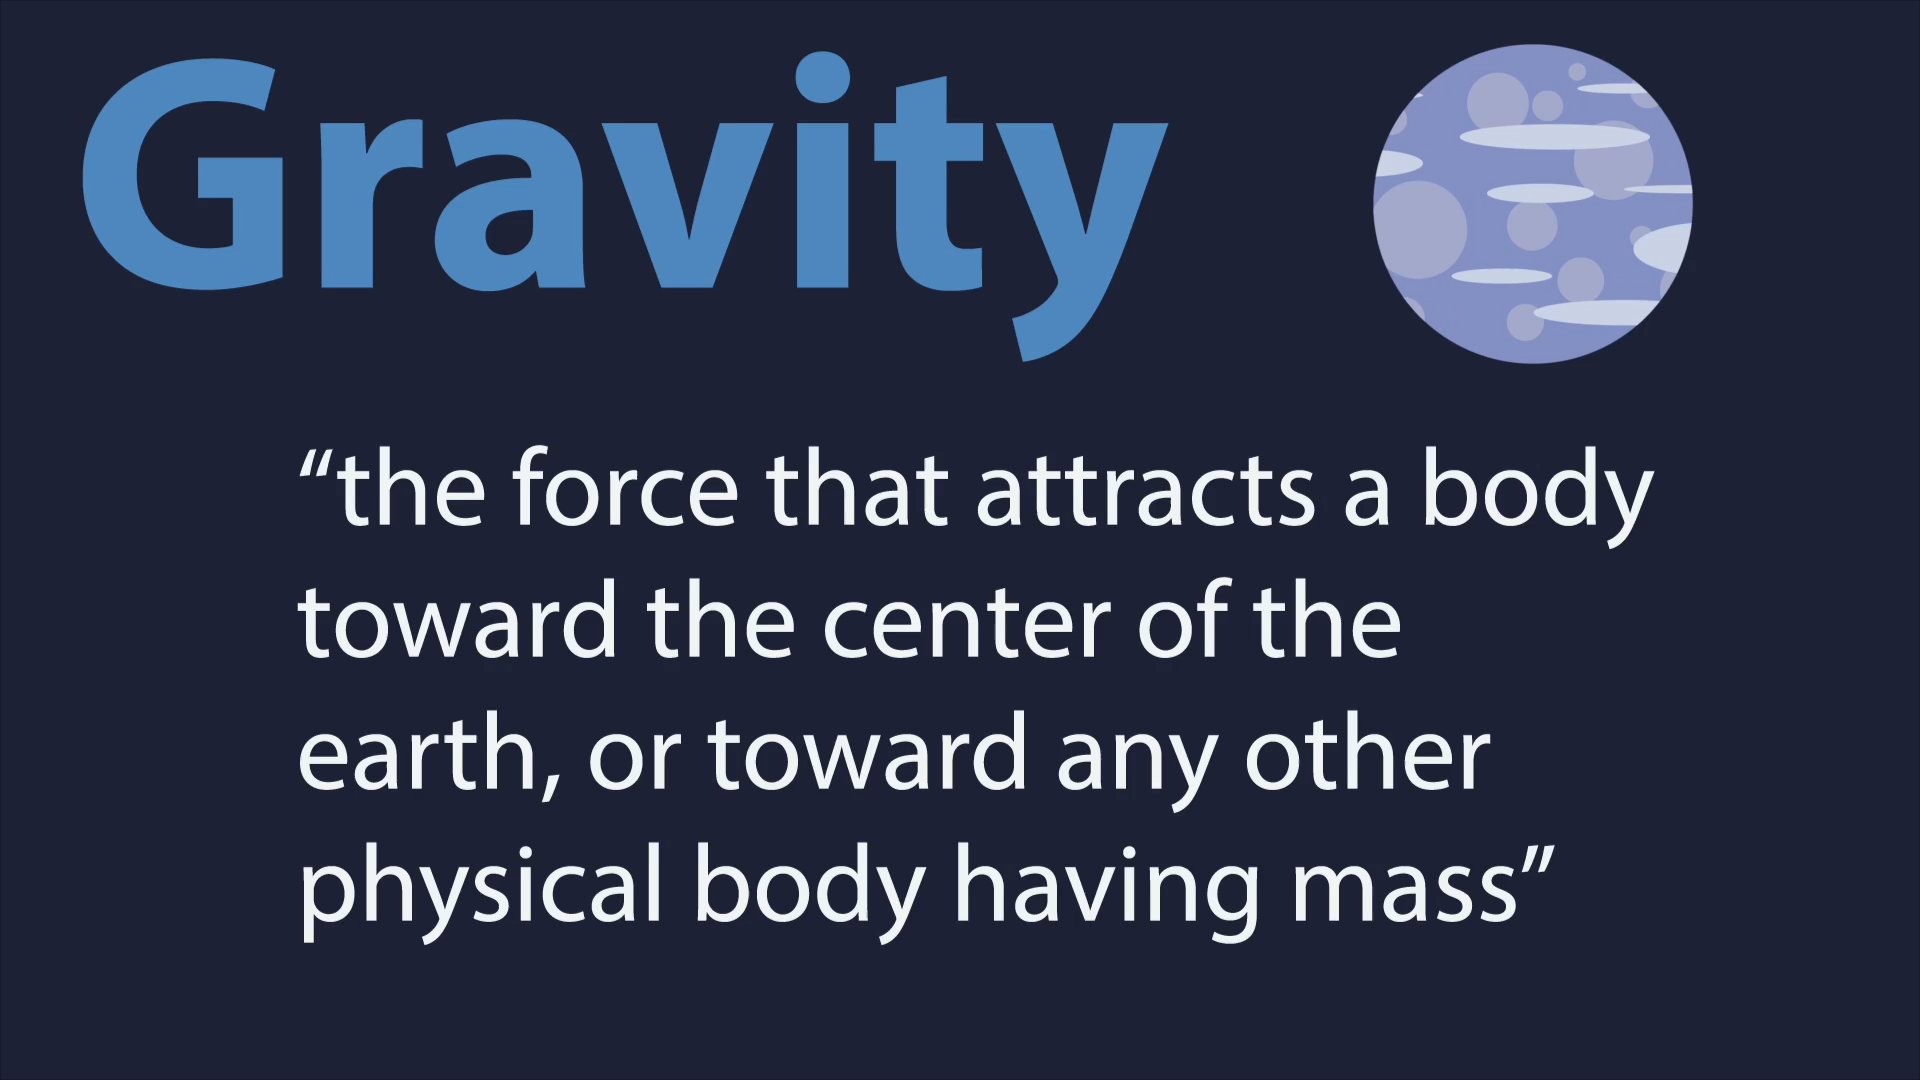 Gravity
“the force that attracts a body
toward the center of the
earth, or toward any other
physical body having mass”